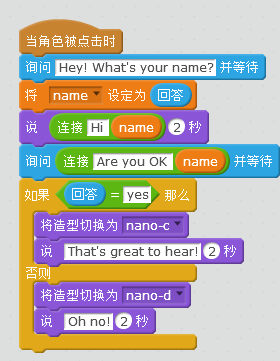 当角色被点击时
询问 Hey! What's your name? 并等待
将 name 设定为 回答
说 连接 Hi name 2 秒
询问 连接 Are you OK name 并等待
如果 回答 = yes 那么
将造型切换为 nano-c
说 That's great to hear! 2 秒
否则
将造型切换为 nano-d
说 Oh no! 2 秒